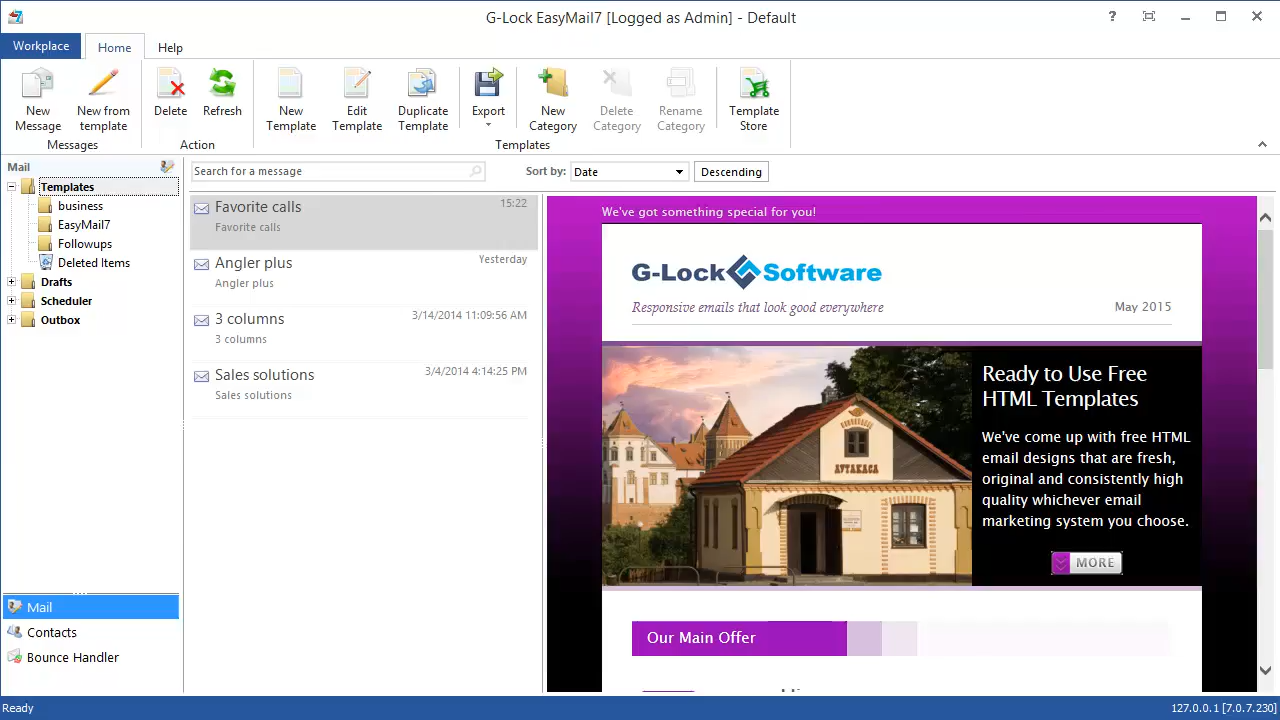 G-Lock EasyMail7 [Logged as Admin] - Default
Workplace
Home
Help
New Message
New from template
Delete
Refresh
New Template
Edit Template
Duplicate Template
Export
New Category
Delete Category
Rename Category
Template Store
Messages
Action
Templates
Mail
Templates
business
EasyMail7
Followups
Deleted Items
Drafts
Scheduler
Outbox
Mail
Contacts
Bounce Handler
Search for a message
Sort by:
Date
Descending
Favorite calls
15:22
Favorite calls
Angler plus
Yesterday
Angler plus
3 columns
3/14/2014 11:09:56 AM
3 columns
Sales solutions
3/4/2014 4:14:25 PM
Sales solutions
We've got something special for you!
G-Lock Software
Responsive emails that look good everywhere
May 2015
Ready to Use Free
HTML Templates
We've come up with free HTML
email designs that are fresh,
original and consistently high
quality whichever email
marketing system you choose.
MORE
Our Main Offer
Ready
127.0.0.1 [7.0.7.230]